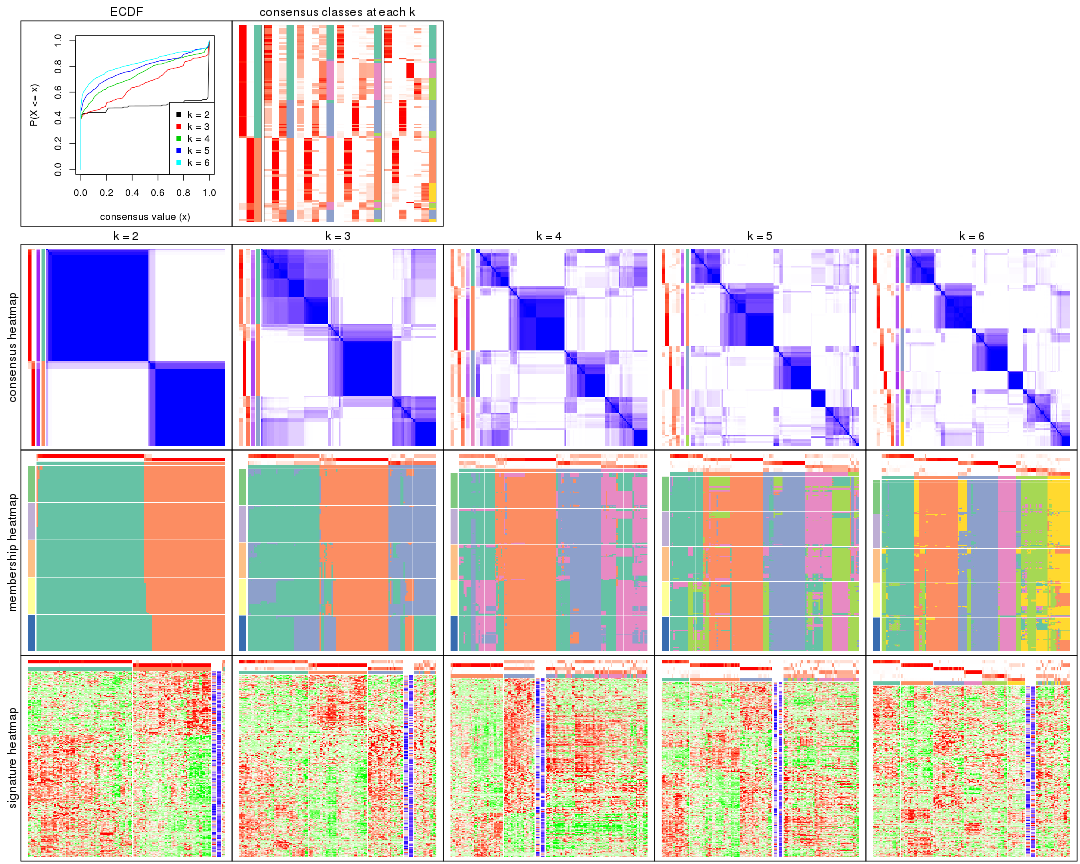 ECDF
consensus classes at each k
P(X <= x)
0.0 0.2 0.4 0.6 0.8 1.0
k = 2
k = 3
k = 4
k = 5
k = 6
0.0 0.2 0.4 0.6 0.8 1.0
consensus value (x)
k = 2
k = 3
k = 4
k = 5
k = 6
consensus heatmap
membership heatmap
signature heatmap